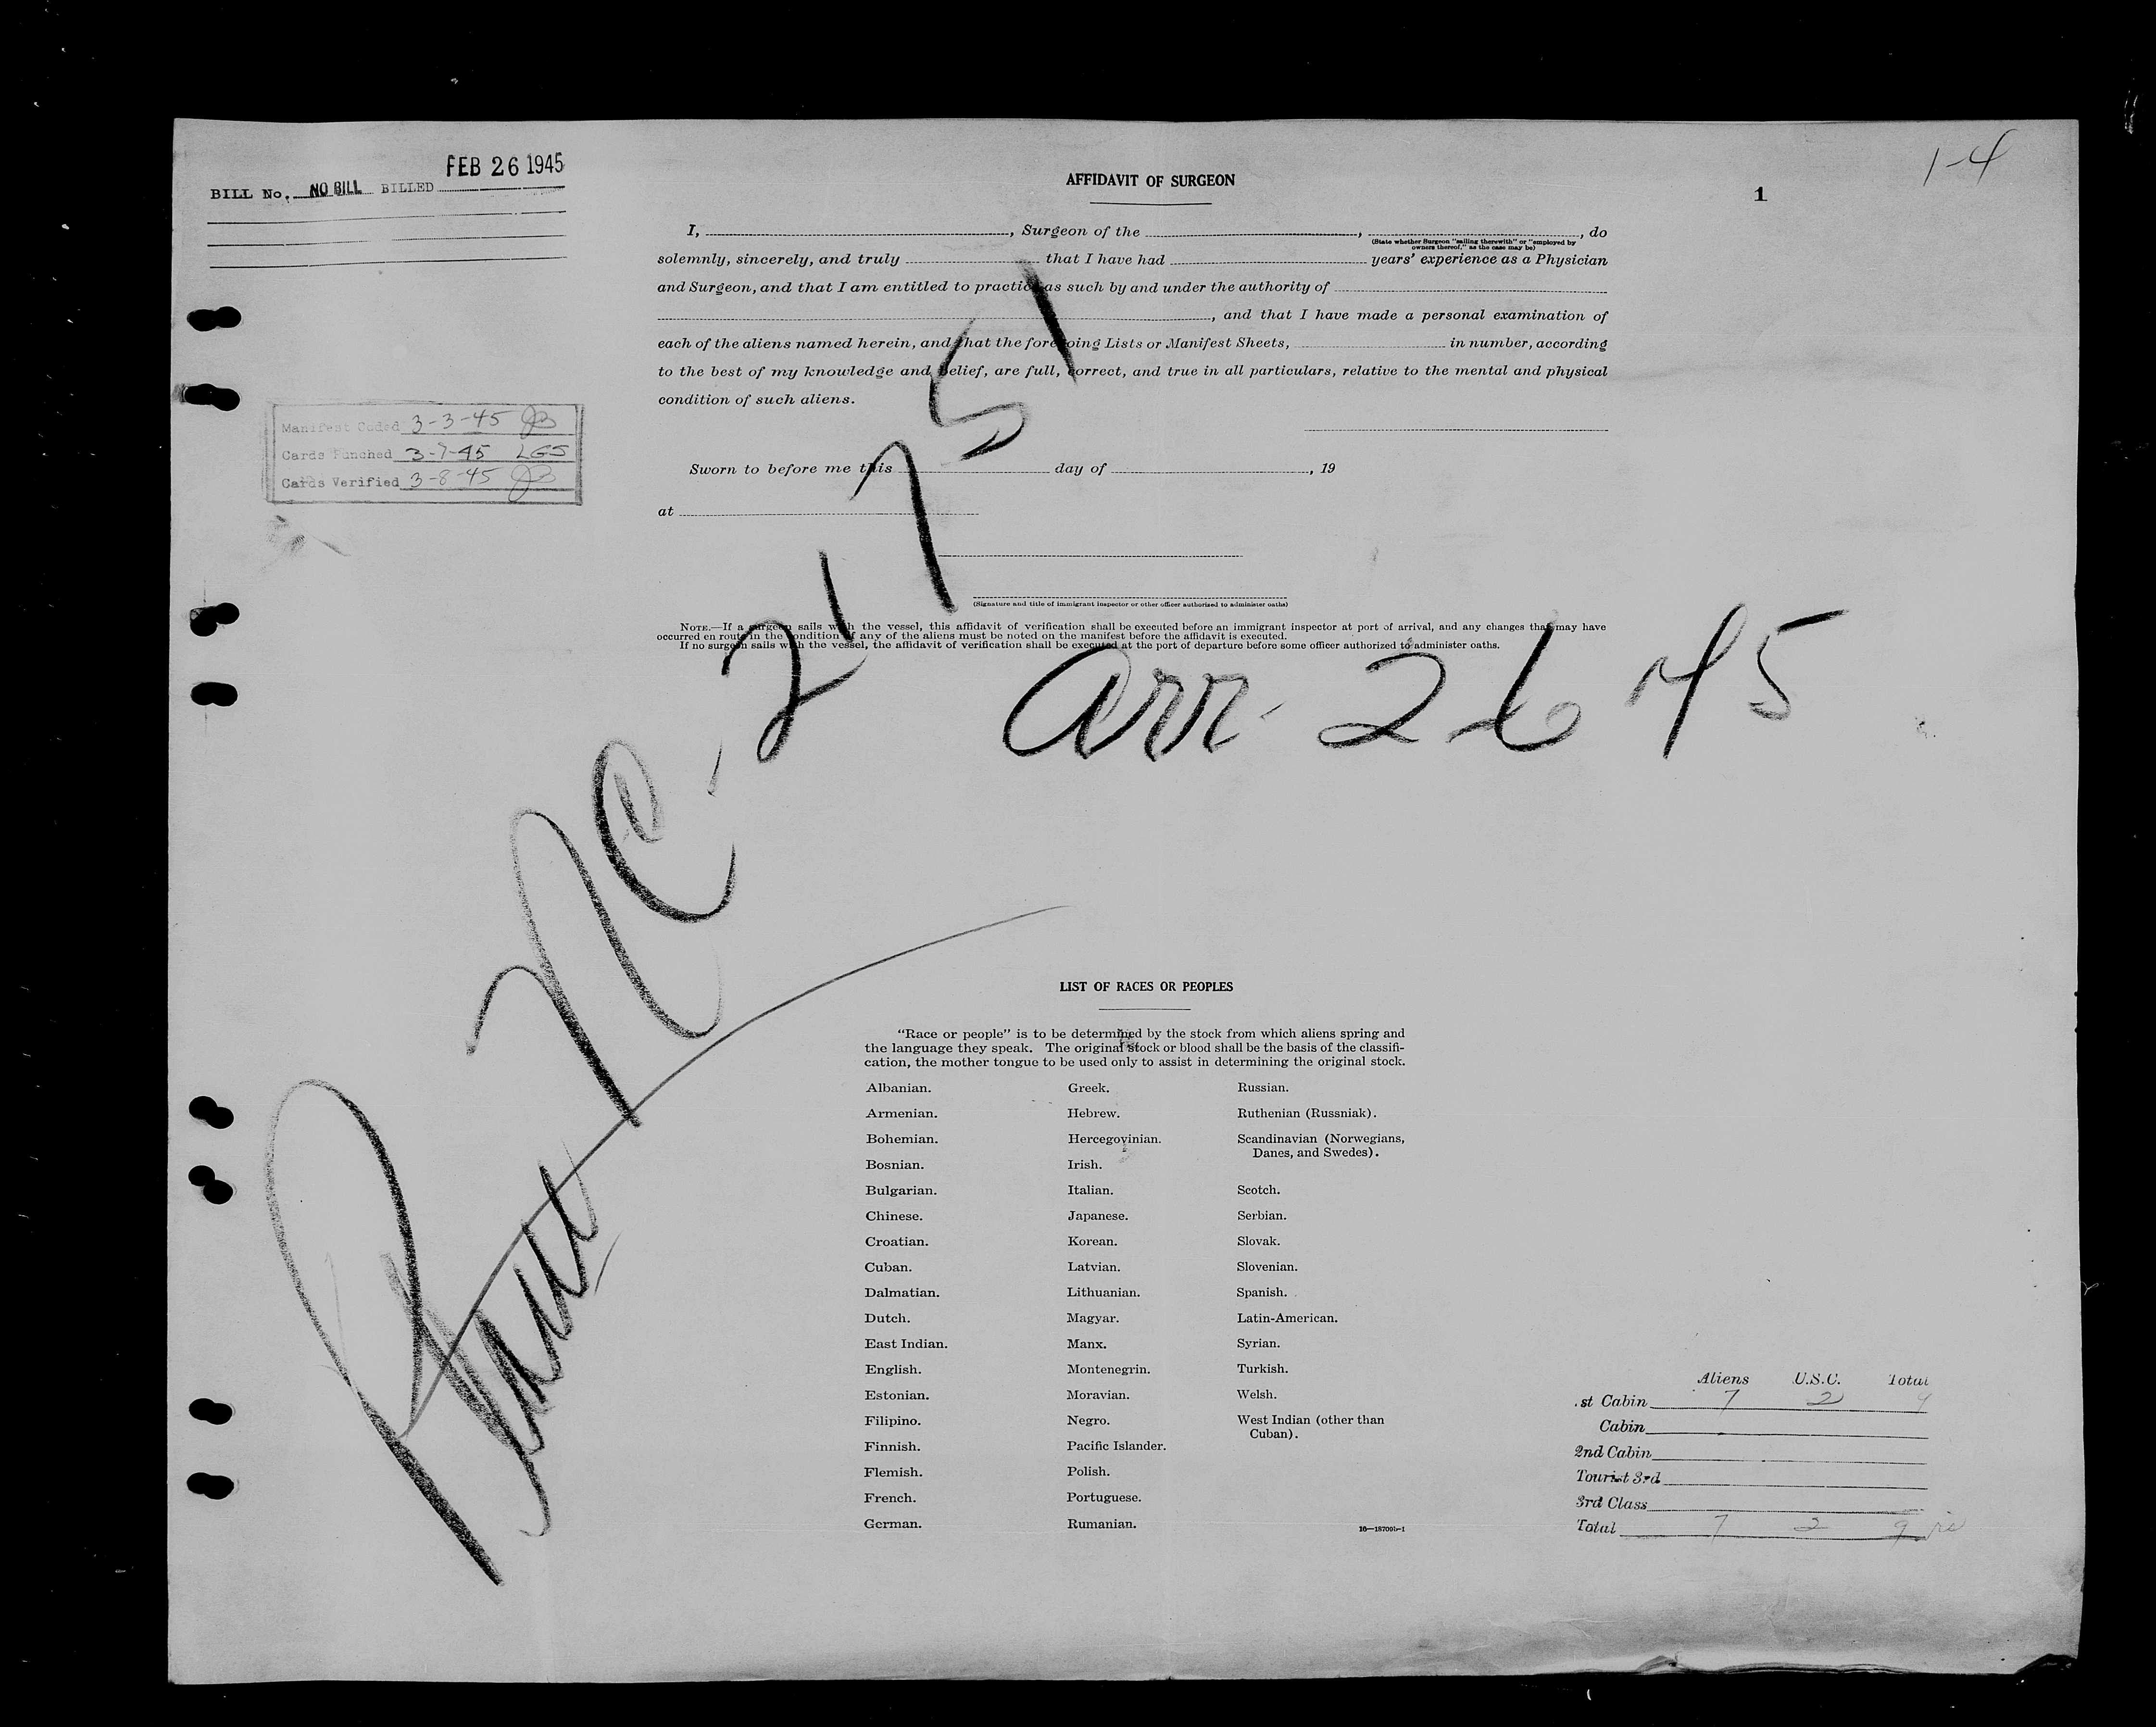 FEB 26 1945
BILL No. NO BILL BILLED
1-4
1
AFFIDAVIT OF SURGEON
I, , Surgeon of the , , do
(State whether Surgeon "sailing therewith" or "employed by
owners thereof," as the case may be)
solemnly, sincerely, and truly that I have had years' experience as a Physician
and Surgeon, and that I am entitled to practice as such by and under the authority of
, and that I have made a personal examination of
each of the aliens named herein, and that the foregoing Lists or Manifest Sheets, in number, according
to the best of my knowledge and belief, are full, correct, and true in all particulars, relative to the mental and physical
condition of such aliens.
Manifest Coded 3-3-45 JB
Cards Punched 3-7-45 LGS
Cards Verified 3-8-45 JB
Sworn to before me this day of , 19
at
(Signature and title of immigrant inspector or other officer authorized to administer oaths)
NOTE.—If a surgeon sails with the vessel, this affidavit of verification shall be executed before an immigrant inspector at port of arrival, and any changes that may have
occurred en route in the condition of any of the aliens must be noted on the manifest before the affidavit is executed.
If no surgeon sails with the vessel, the affidavit of verification shall be executed at the port of departure before some officer authorized to administer oaths.
NC-21751
arr. 2 6 45
LIST OF RACES OR PEOPLES
"Race or people" is to be determined by the stock from which aliens spring and
the language they speak. The original stock or blood shall be the basis of the classifi-
cation, the mother tongue to be used only to assist in determining the original stock.
Albanian. Greek. Russian.
Armenian. Hebrew. Ruthenian (Russniak).
Bohemian. Hercegovinian. Scandinavian (Norwegians,
Danes, and Swedes).
Bosnian. Irish.
Bulgarian. Italian. Scotch.
Chinese. Japanese. Serbian.
Croatian. Korean. Slovak.
Cuban. Latvian. Slovenian.
Dalmatian. Lithuanian. Spanish.
Dutch. Magyar. Latin-American.
East Indian. Manx. Syrian.
English. Montenegrin. Turkish.
Estonian. Moravian. Welsh.
Filipino. Negro. West Indian (other than
Cuban).
Finnish. Pacific Islander.
Flemish. Polish.
French. Portuguese.
German. Rumanian.
16—18700b-1
Aliens U.S.C. Total
.st Cabin 7 2 9
Cabin
2nd Cabin
Tourist 3rd
3rd Class
Total 7 2 9